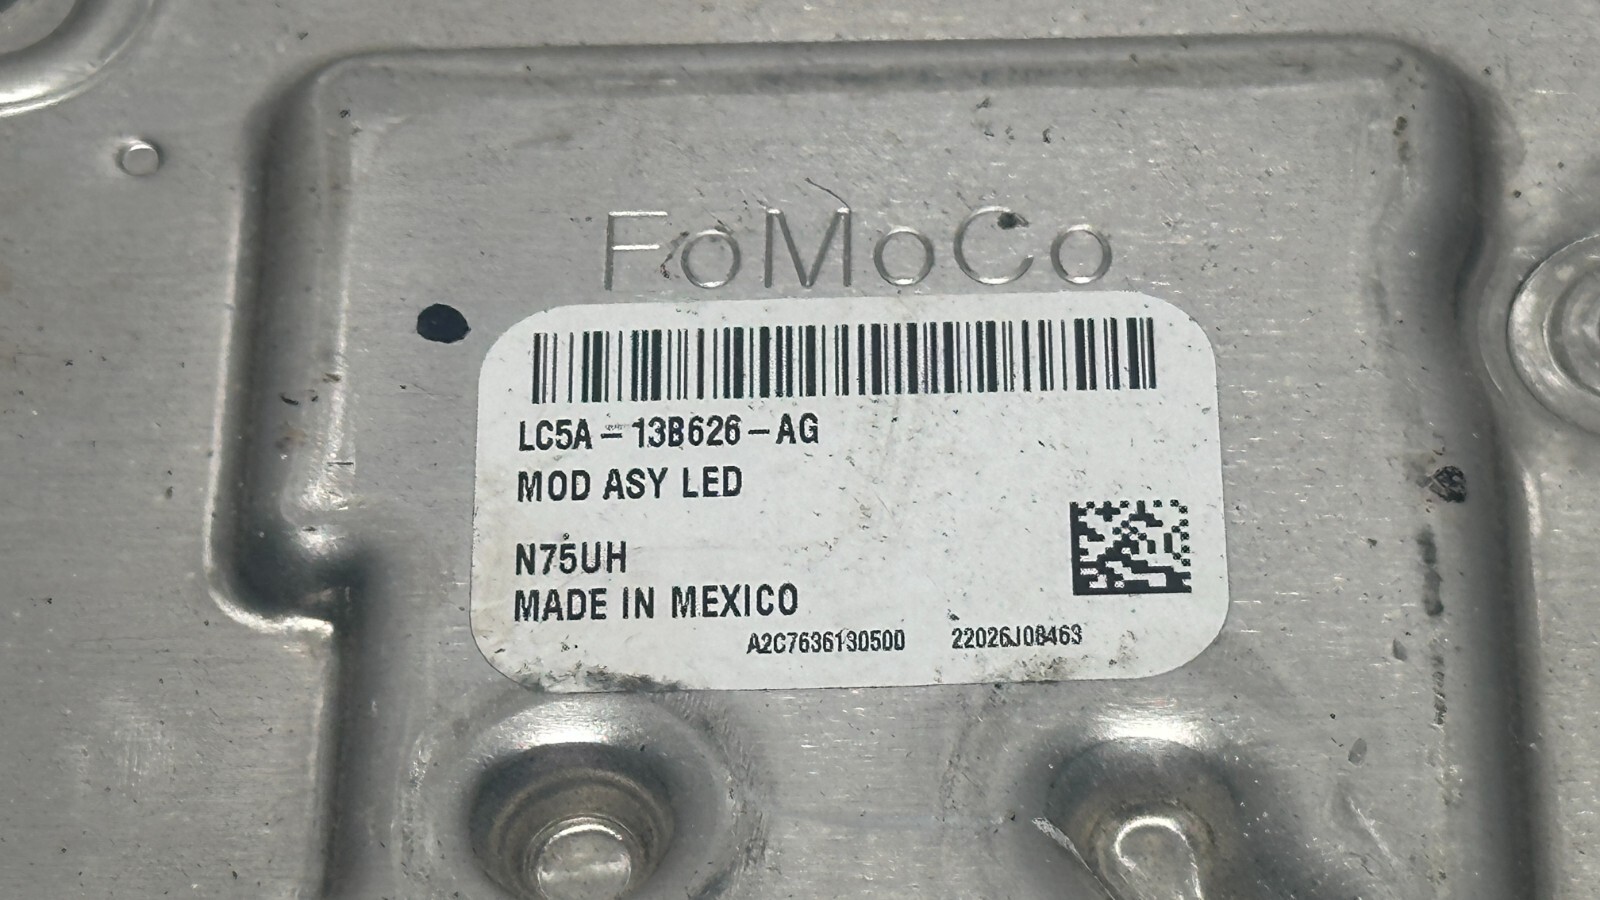 FoMoCo
LC5A-13B626-AG
MOD ASY LED
N75UH
MADE IN MEXICO
A2C7636130500 22026J08463